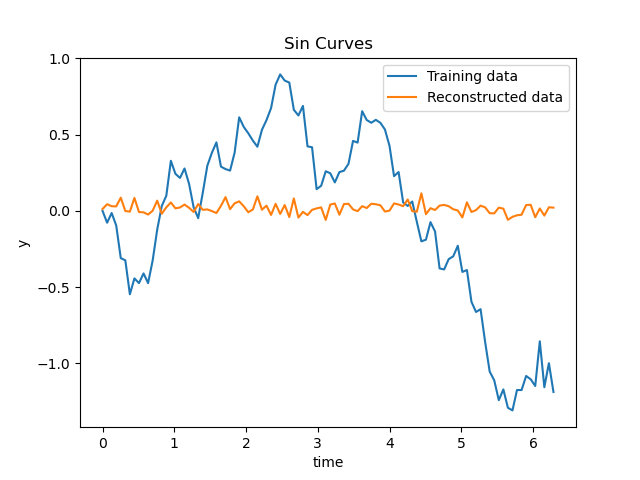 Sin Curves
Training data
Reconstructed data
1.0
0.5
0.0
−0.5
−1.0
y
0 1 2 3 4 5 6
time